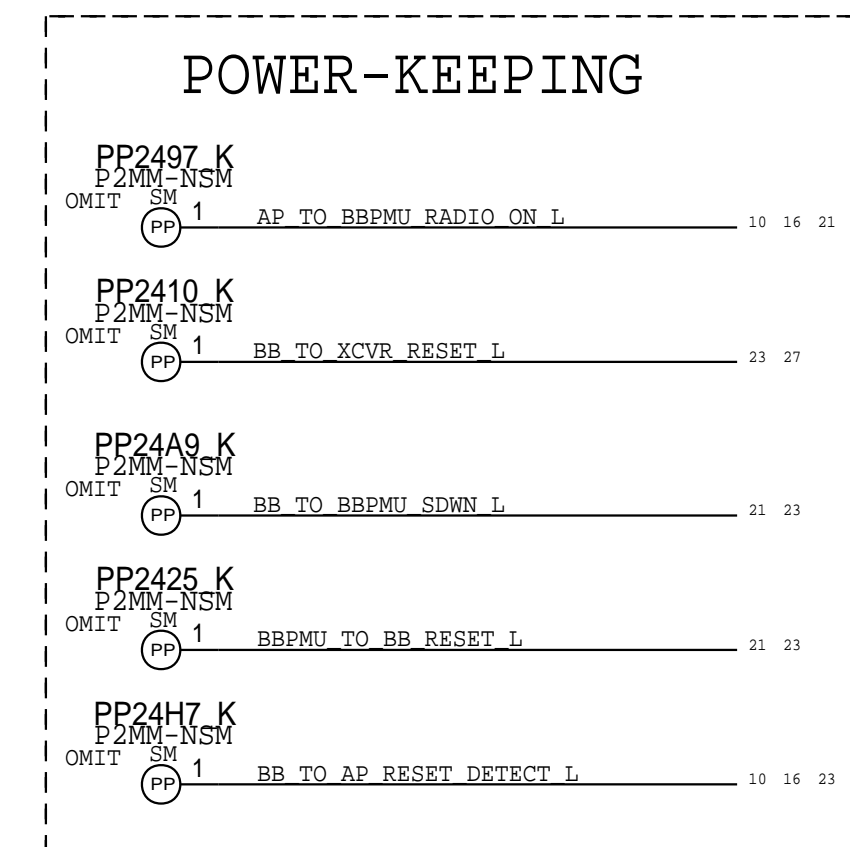 POWER-KEEPING
PP2497_K
P2MM-NSM
OMIT SM
PP 1 AP_TO_BBPMU_RADIO_ON_L 10 16 21
PP2410_K
P2MM-NSM
OMIT SM
PP 1 BB_TO_XCVR_RESET_L 23 27
PP24A9_K
P2MM-NSM
OMIT SM
PP 1 BB_TO_BBPMU_SDWN_L 21 23
PP2425_K
P2MM-NSM
OMIT SM
PP 1 BBPMU_TO_BB_RESET_L 21 23
PP24H7_K
P2MM-NSM
OMIT SM
PP 1 BB_TO_AP_RESET_DETECT_L 10 16 23